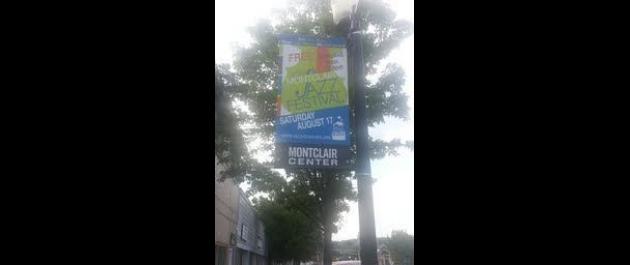 FREE
MONTCLAIR
JAZZ
FESTIVAL
SATURDAY
AUGUST 17
MONTCLAIR
CENTER